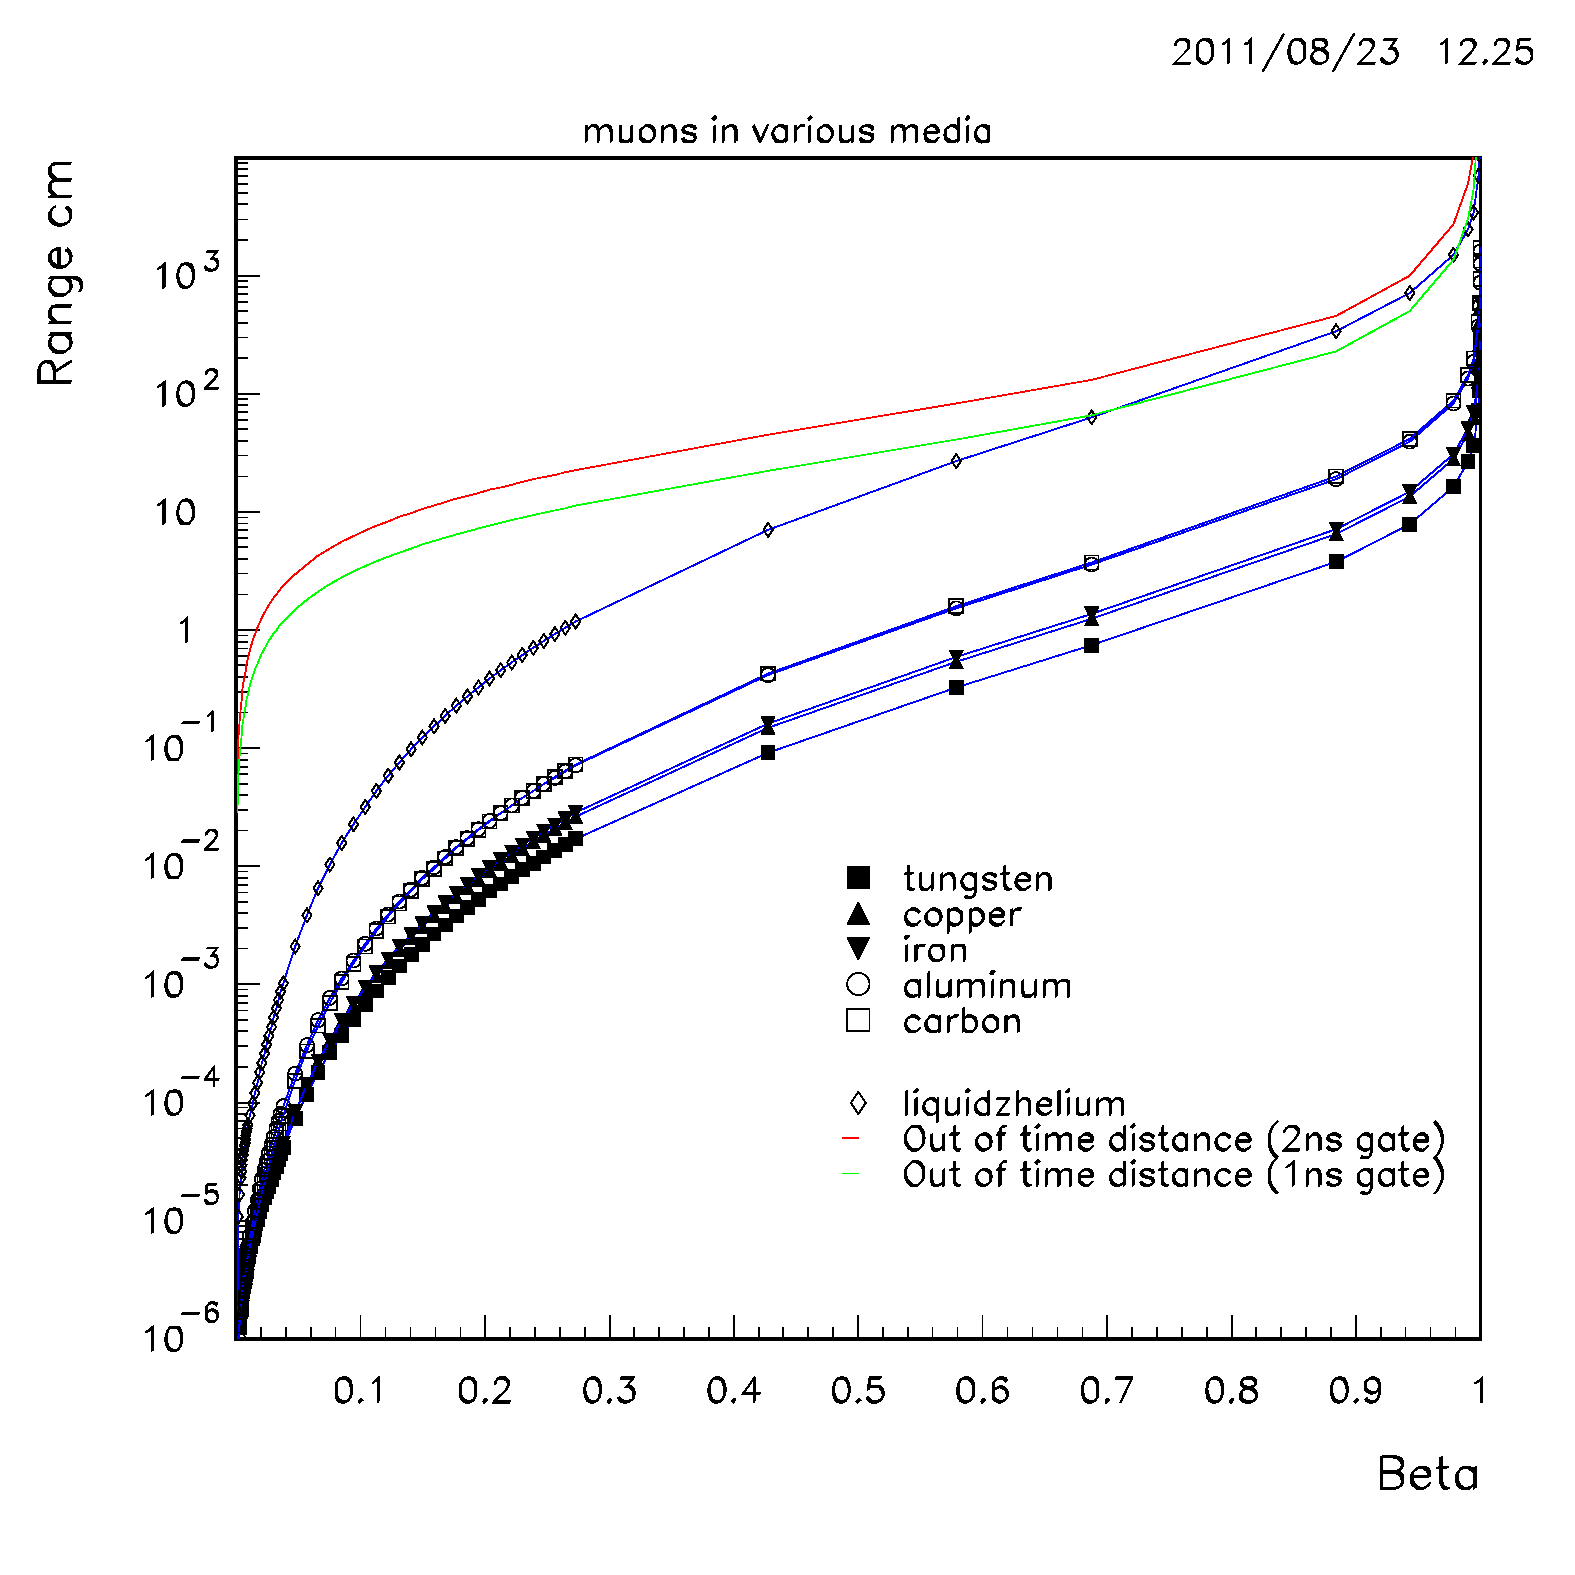 2011/08/23 12.25
muons in various media
Range cm
10^3
10^2
10
1
10^-1
10^-2
10^-3
10^-4
10^-5
10^-6
tungsten
copper
iron
aluminum
carbon
liquidzhelium
Out of time distance (2ns gate)
Out of time distance (1ns gate)
0.1 0.2 0.3 0.4 0.5 0.6 0.7 0.8 0.9 1
Beta